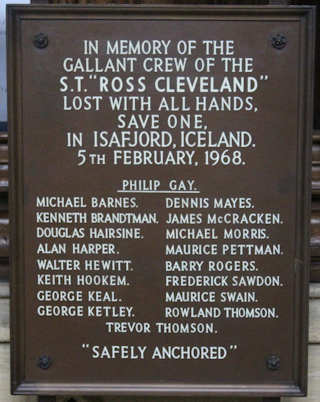 IN MEMORY OF THE
GALLANT CREW OF THE
S.T. "ROSS CLEVELAND"
LOST WITH ALL HANDS,
SAVE ONE,
IN ISAFJORD, ICELAND.
5TH FEBRUARY, 1968.
PHILIP GAY.
MICHAEL BARNES. DENNIS MAYES.
KENNETH BRANDTMAN. JAMES McCRACKEN.
DOUGLAS HAIRSINE. MICHAEL MORRIS.
ALAN HARPER. MAURICE PETTMAN.
WALTER HEWITT. BARRY ROGERS.
KEITH HOOKEM. FREDERICK SAWDON.
GEORGE KEAL. MAURICE SWAIN.
GEORGE KETLEY. ROWLAND THOMSON.
TREVOR THOMSON.
"SAFELY ANCHORED"